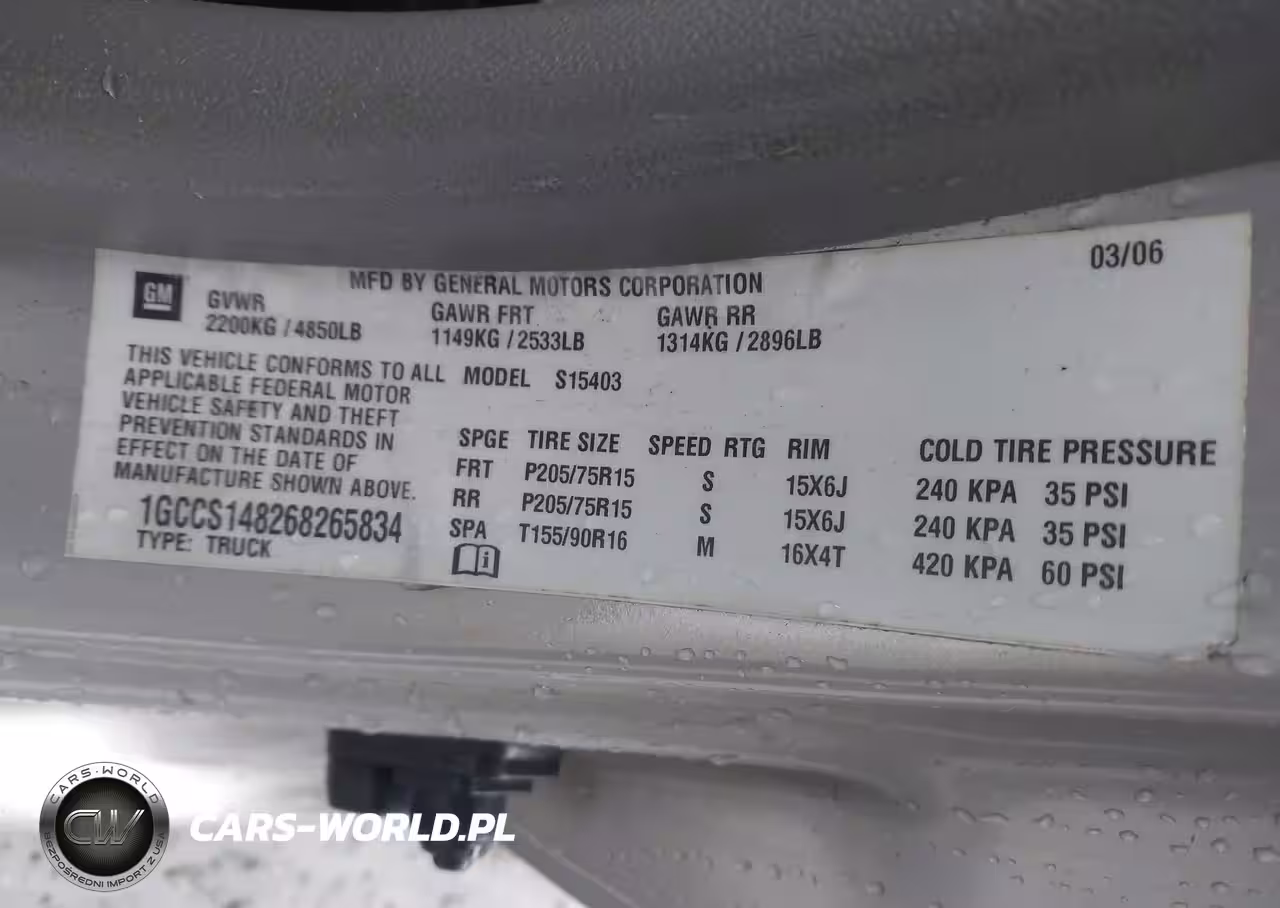 03/06
MFD BY GENERAL MOTORS CORPORATION
GM
GVWR GAWR FRT GAWR RR
2200KG / 4850LB 1149KG / 2533LB 1314KG / 2896LB
THIS VEHICLE CONFORMS TO ALL
APPLICABLE FEDERAL MOTOR
VEHICLE SAFETY AND THEFT
PREVENTION STANDARDS IN
EFFECT ON THE DATE OF
MANUFACTURE SHOWN ABOVE.
1GCCS148268265834
TYPE: TRUCK
MODEL S15403
SPGE TIRE SIZE SPEED RTG RIM COLD TIRE PRESSURE
FRT P205/75R15 S 15X6J 240 KPA 35 PSI
RR P205/75R15 S 15X6J 240 KPA 35 PSI
SPA T155/90R16 M 16X4T 420 KPA 60 PSI
i
CARS-WORLD
CW
BEZPOŚREDNI IMPORT Z USA
CARS-WORLD.PL